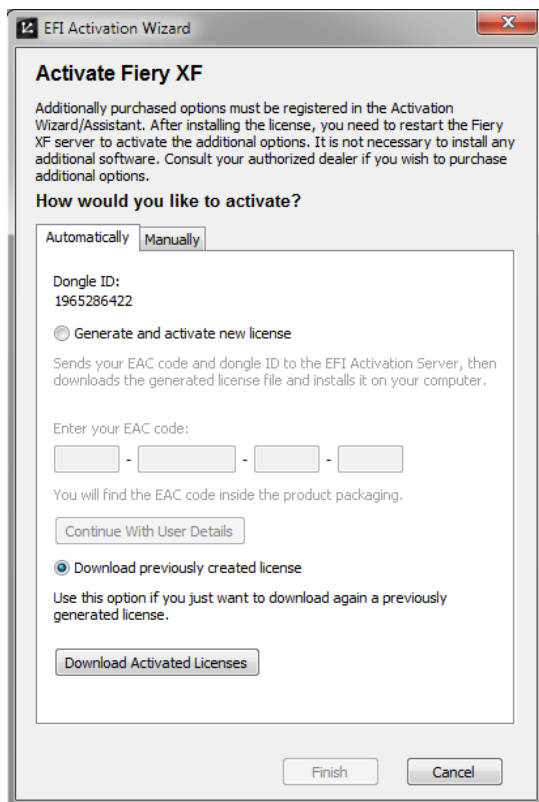 EFI Activation Wizard
Activate Fiery XF
Additionally purchased options must be registered in the Activation
Wizard/Assistant. After installing the license, you need to restart the Fiery
XF server to activate the additional options. It is not necessary to install any
additional software. Consult your authorized dealer if you wish to purchase
additional options.
How would you like to activate?
Automatically Manually
Dongle ID:
1965286422
Generate and activate new license
Sends your EAC code and dongle ID to the EFI Activation Server, then
downloads the generated license file and installs it on your computer.
Enter your EAC code:
- - -
You will find the EAC code inside the product packaging.
Continue With User Details
Download previously created license
Use this option if you just want to download again a previously
generated license.
Download Activated Licenses
Finish Cancel